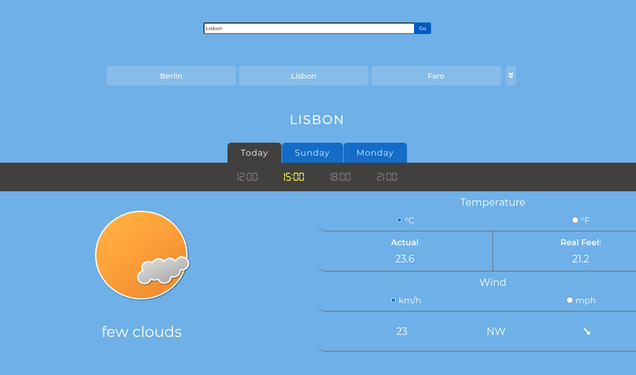 Lisbon Go
Berlin Lisbon Faro
LISBON
Today Sunday Monday
12:00 15:00 18:00 21:00
Temperature
°C °F
Actual Real Feel:
23.6 21.2
Wind
km/h mph
23 NW
few clouds